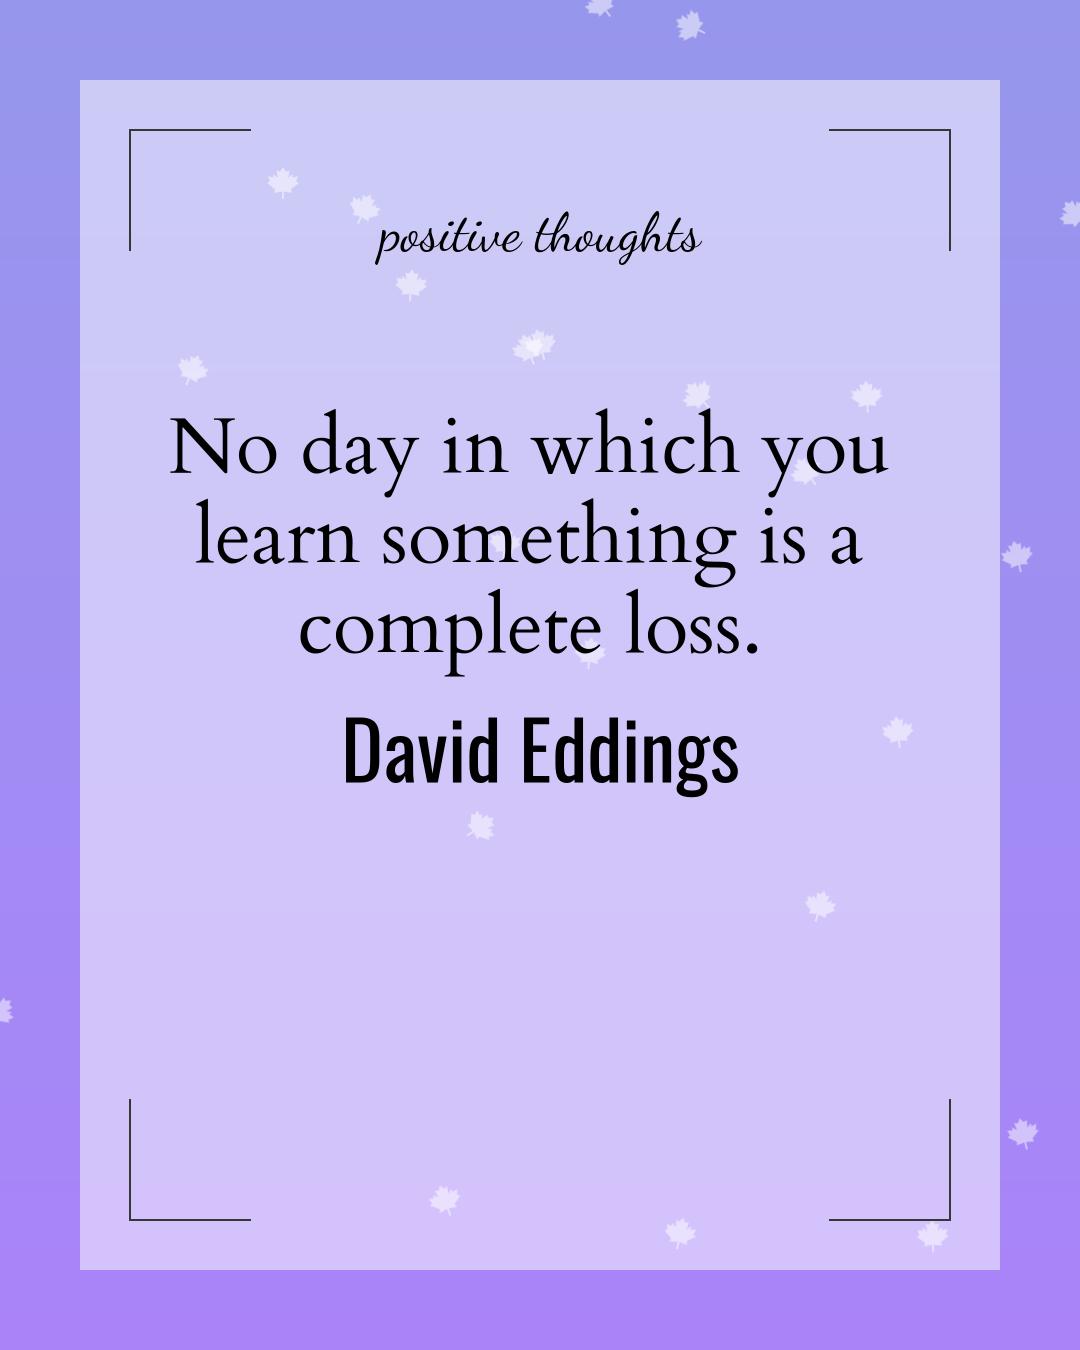 positive thoughts
No day in which you
learn something is a
complete loss.
David Eddings